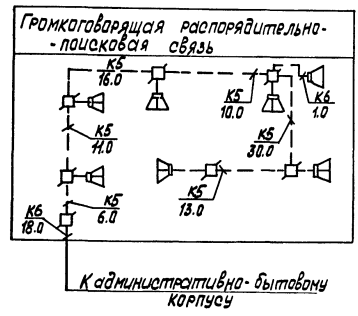 Громкоговорящая распорядительно-
-поисковая связь
К5
16.0
К5
10.0
К6
1.0
К5
11.0
К5
30.0
К5
13.0
К5
6.0
К6
18.0
К административно-бытовому
корпусу